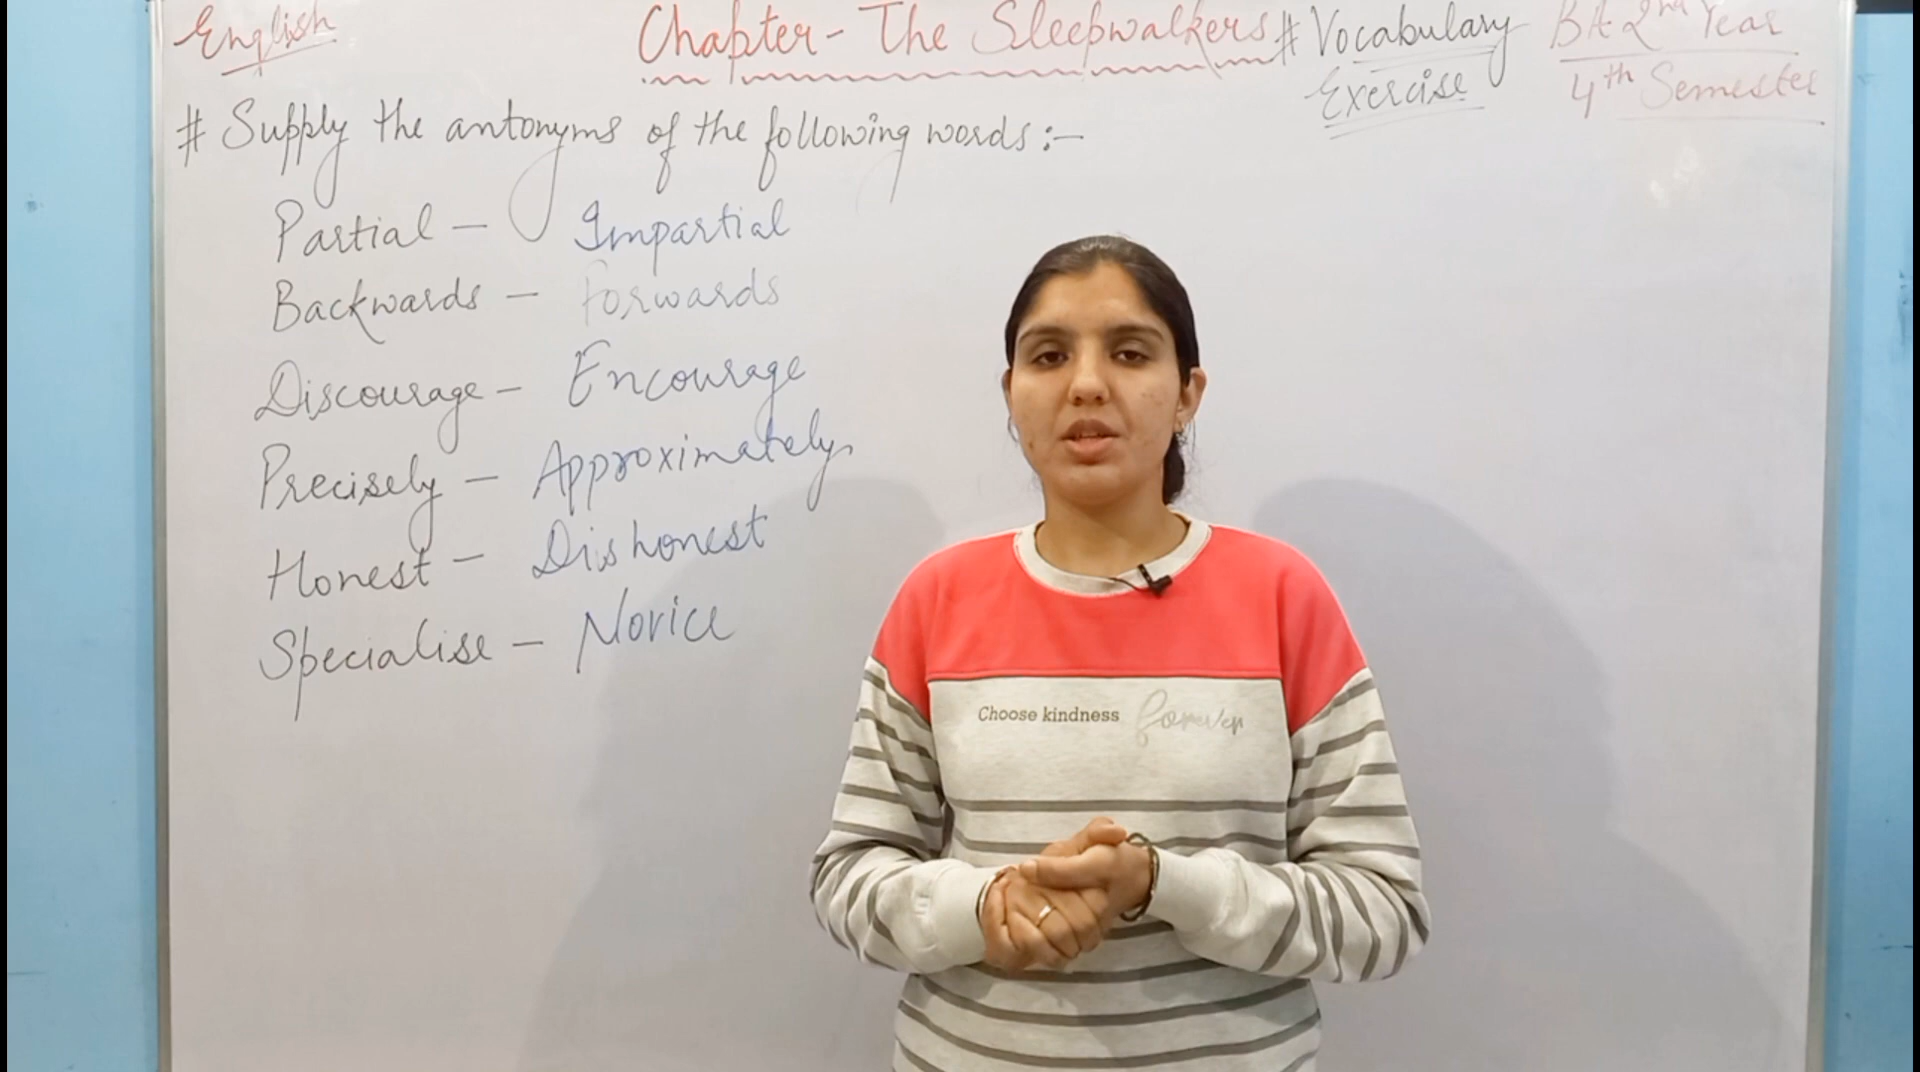 English
Chapter - The Sleepwalkers
# Vocabulary
Exercise
BA 2nd Year
4th Semester
# Supply the antonyms of the following words :-
Partial - Impartial
Backwards - Forwards
Discourage - Encourage
Precisely - Approximately
Honest - Dishonest
Specialise - Novice
Choose kindness forever